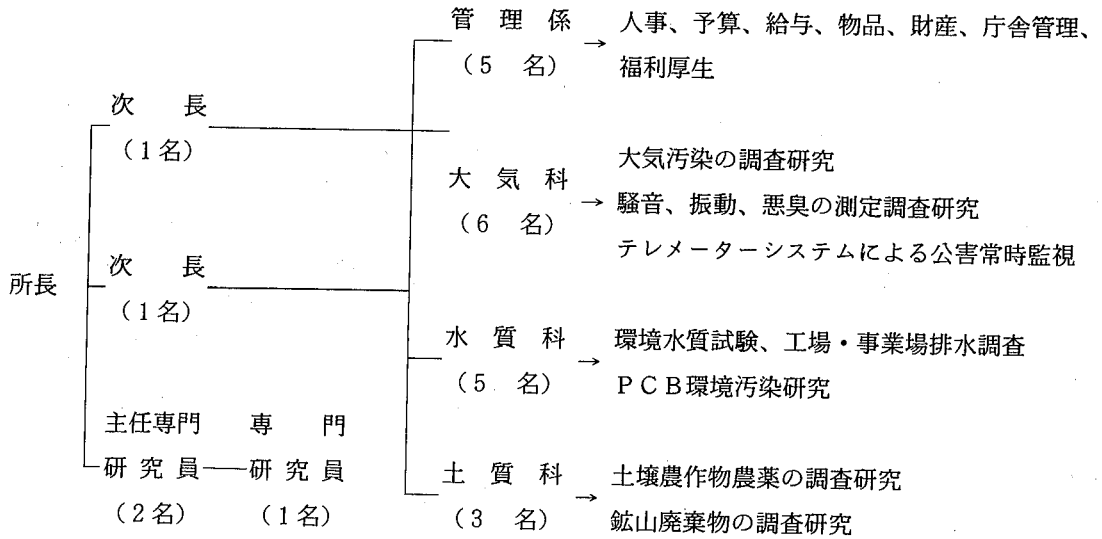 所長
次長
(1名)
次長
(1名)
主任専門
研究員
(2名)
専門
研究員
(1名)
管理係
(5名)
→ 人事、予算、給与、物品、財産、庁舎管理、
福利厚生
大気科
(6名)
大気汚染の調査研究
→ 騒音、振動、悪臭の測定調査研究
テレメーターシステムによる公害常時監視
水質科
(5名)
→ 環境水質試験、工場・事業場排水調査
PCB環境汚染研究
土質科
(3名)
→ 土壌農作物農薬の調査研究
鉱山廃棄物の調査研究